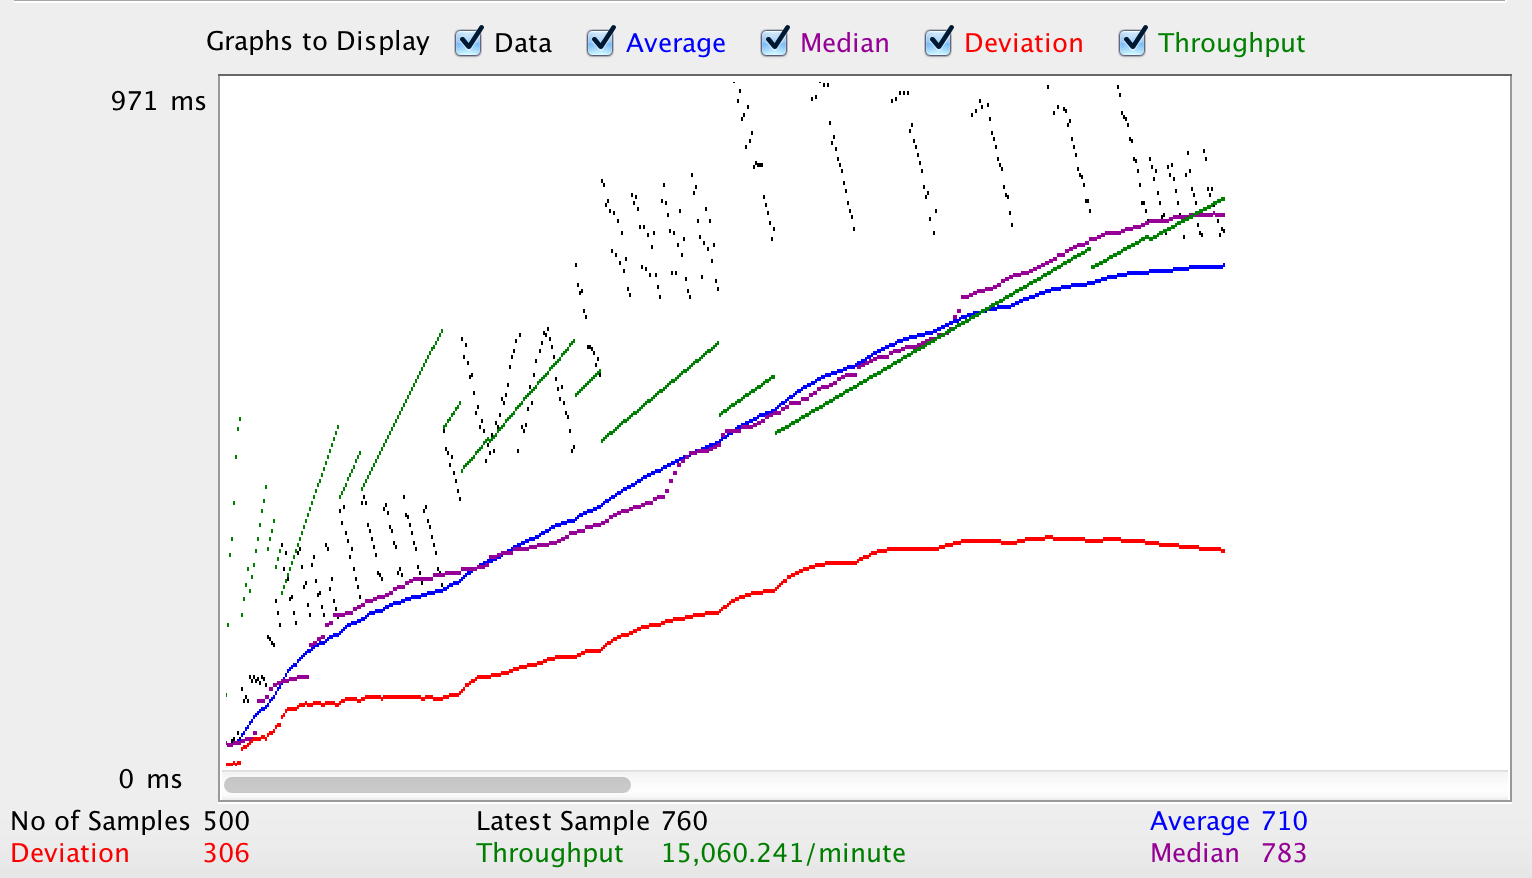 Graphs to Display Data Average Median Deviation Throughput
971 ms
0 ms
No of Samples 500 Latest Sample 760 Average 710
Deviation 306 Throughput 15,060.241/minute Median 783